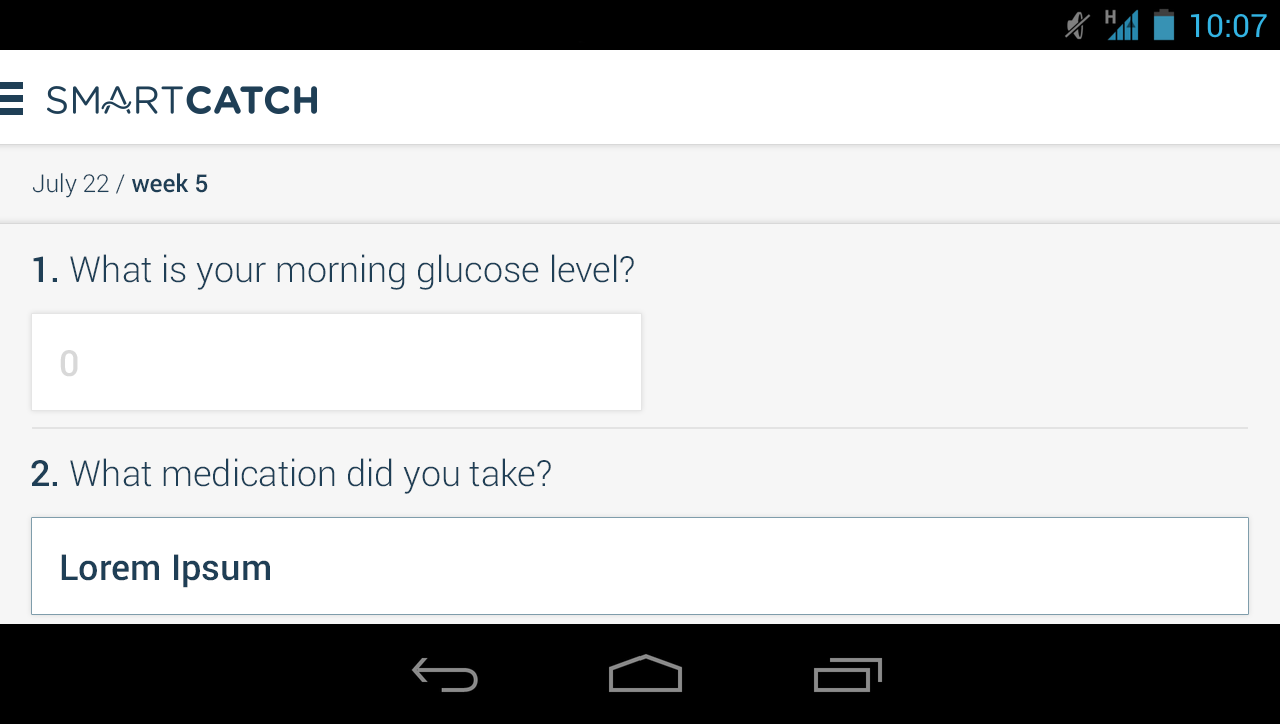 H 10:07
SMARTCATCH
July 22 / week 5
1. What is your morning glucose level?
0
2. What medication did you take?
Lorem Ipsum